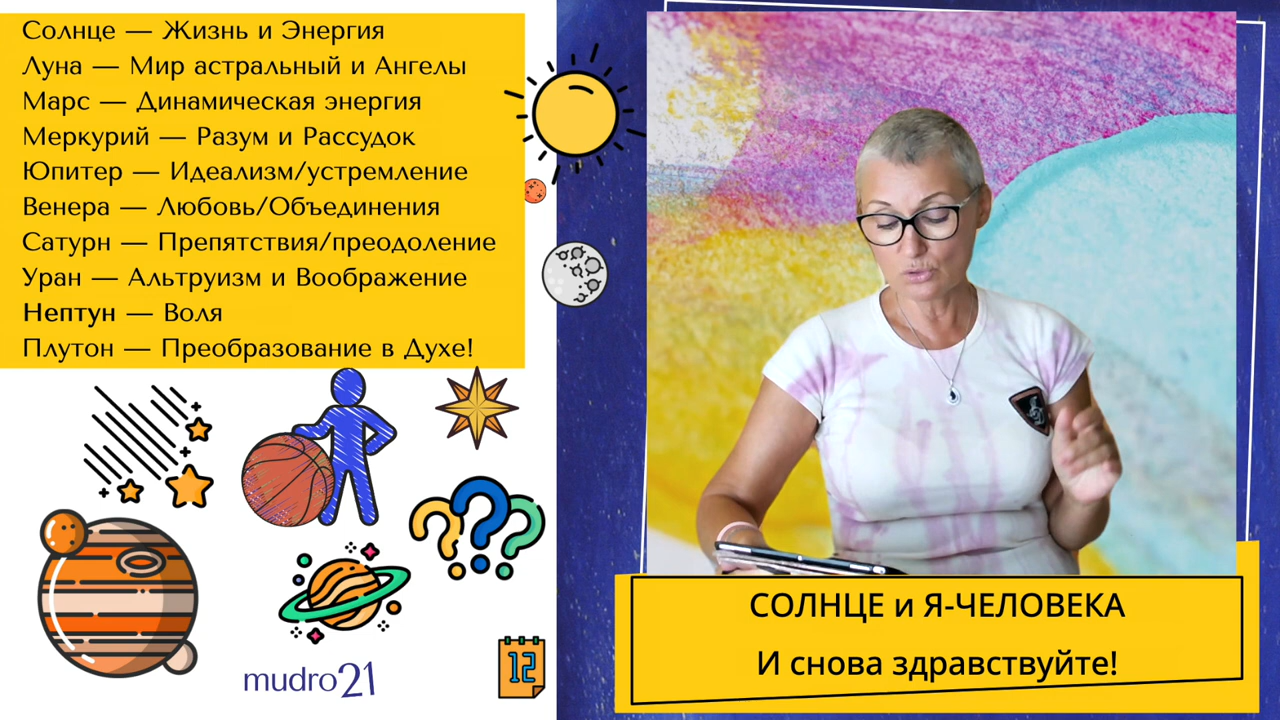 Солнце — Жизнь и Энергия
Луна — Мир астральный и Ангелы
Марс — Динамическая энергия
Меркурий — Разум и Рассудок
Юпитер — Идеализм/устремление
Венера — Любовь/Объединения
Сатурн — Препятствия/преодоление
Уран — Альтруизм и Воображение
Нептун — Воля
Плутон — Преобразование в Духе!
???
12
mudro21
СОЛНЦЕ и Я-ЧЕЛОВЕКА
И снова здравствуйте!